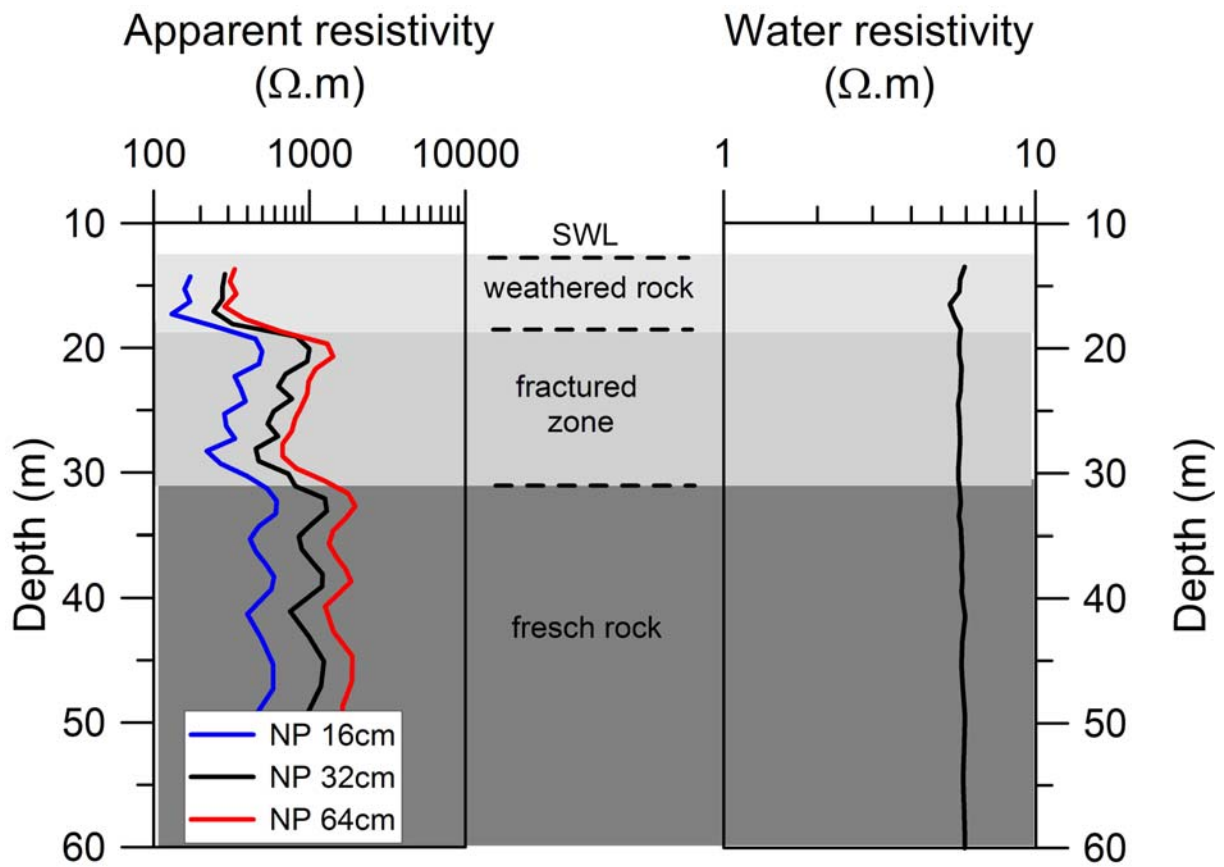 Apparent resistivity
(Ω.m)
Water resistivity
(Ω.m)
100 1000 10000
1 10
10
20
30
40
50
60
Depth (m)
SWL
weathered rock
fractured
zone
fresch rock
NP 16cm
NP 32cm
NP 64cm
10
20
30
40
50
60
Depth (m)